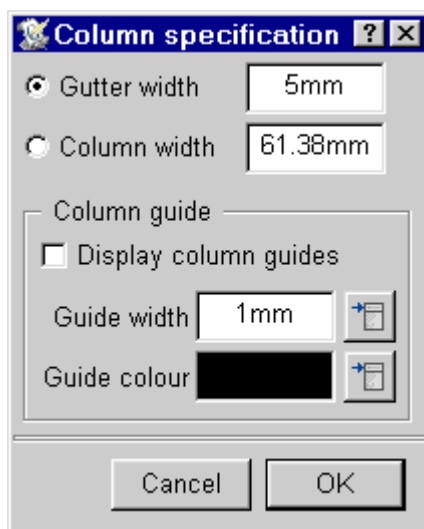 Column specification ? X
Gutter width 5mm
Column width 61.38mm
Column guide
Display column guides
Guide width 1mm
Guide colour
Cancel OK